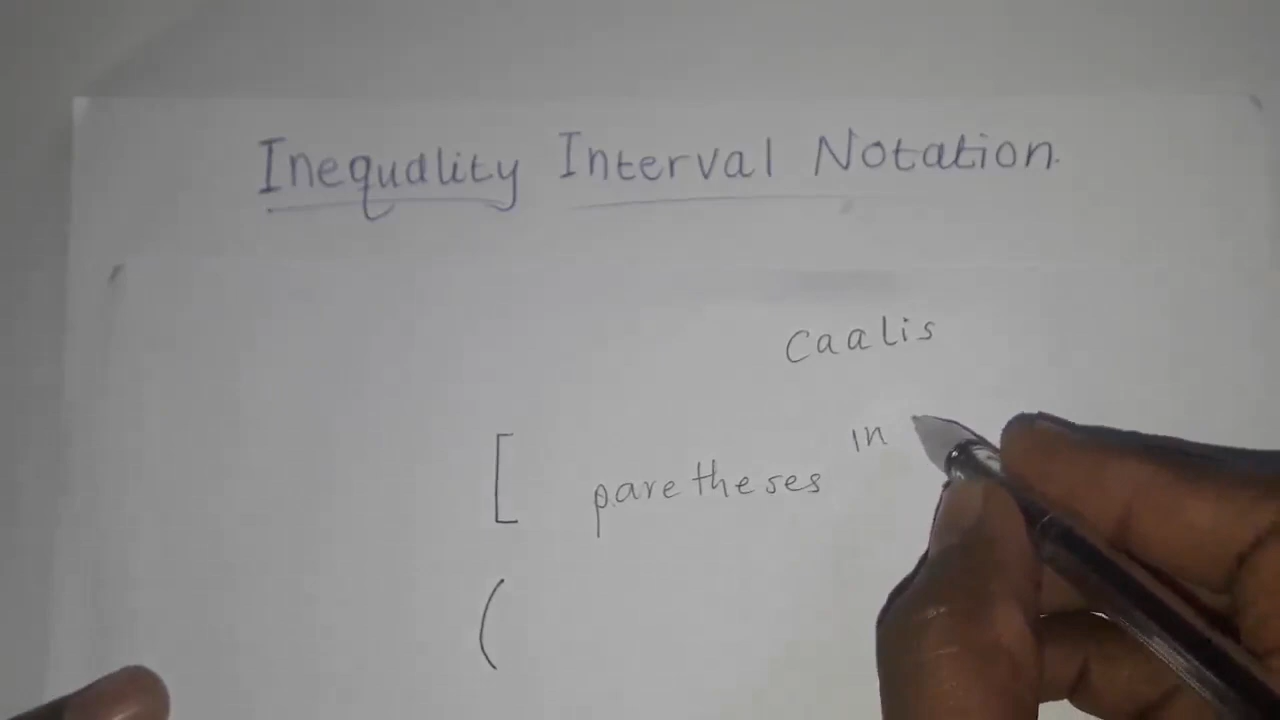 Inequality Interval Notation.
Caalis
in
[ paretheses
(